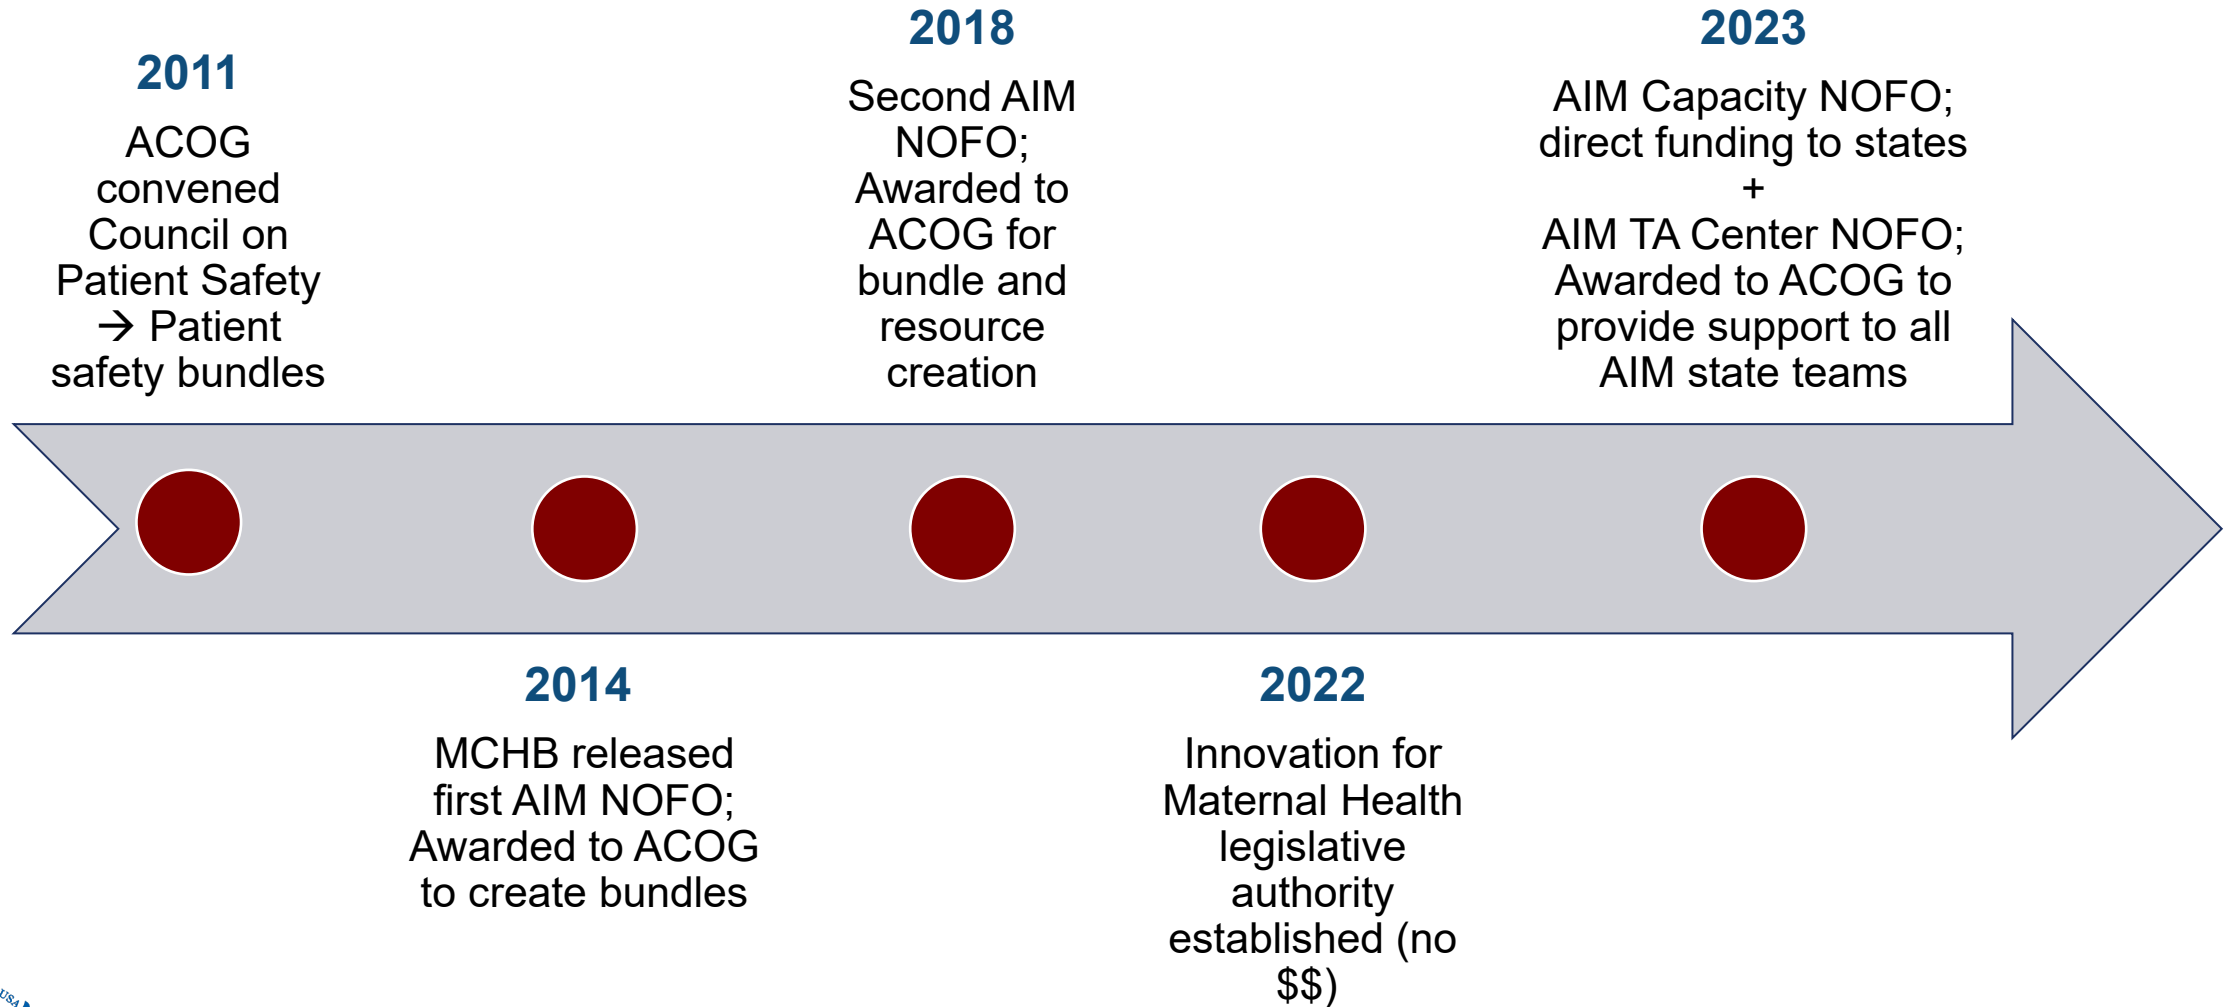 2011
ACOG
convened
Council on
Patient Safety
→ Patient
safety bundles
2014
MCHB released
first AIM NOFO;
Awarded to ACOG
to create bundles
2018
Second AIM
NOFO;
Awarded to
ACOG for
bundle and
resource
creation
2022
Innovation for
Maternal Health
legislative
authority
established (no
$$)
2023
AIM Capacity NOFO;
direct funding to states
+
AIM TA Center NOFO;
Awarded to ACOG to
provide support to all
AIM state teams
USA